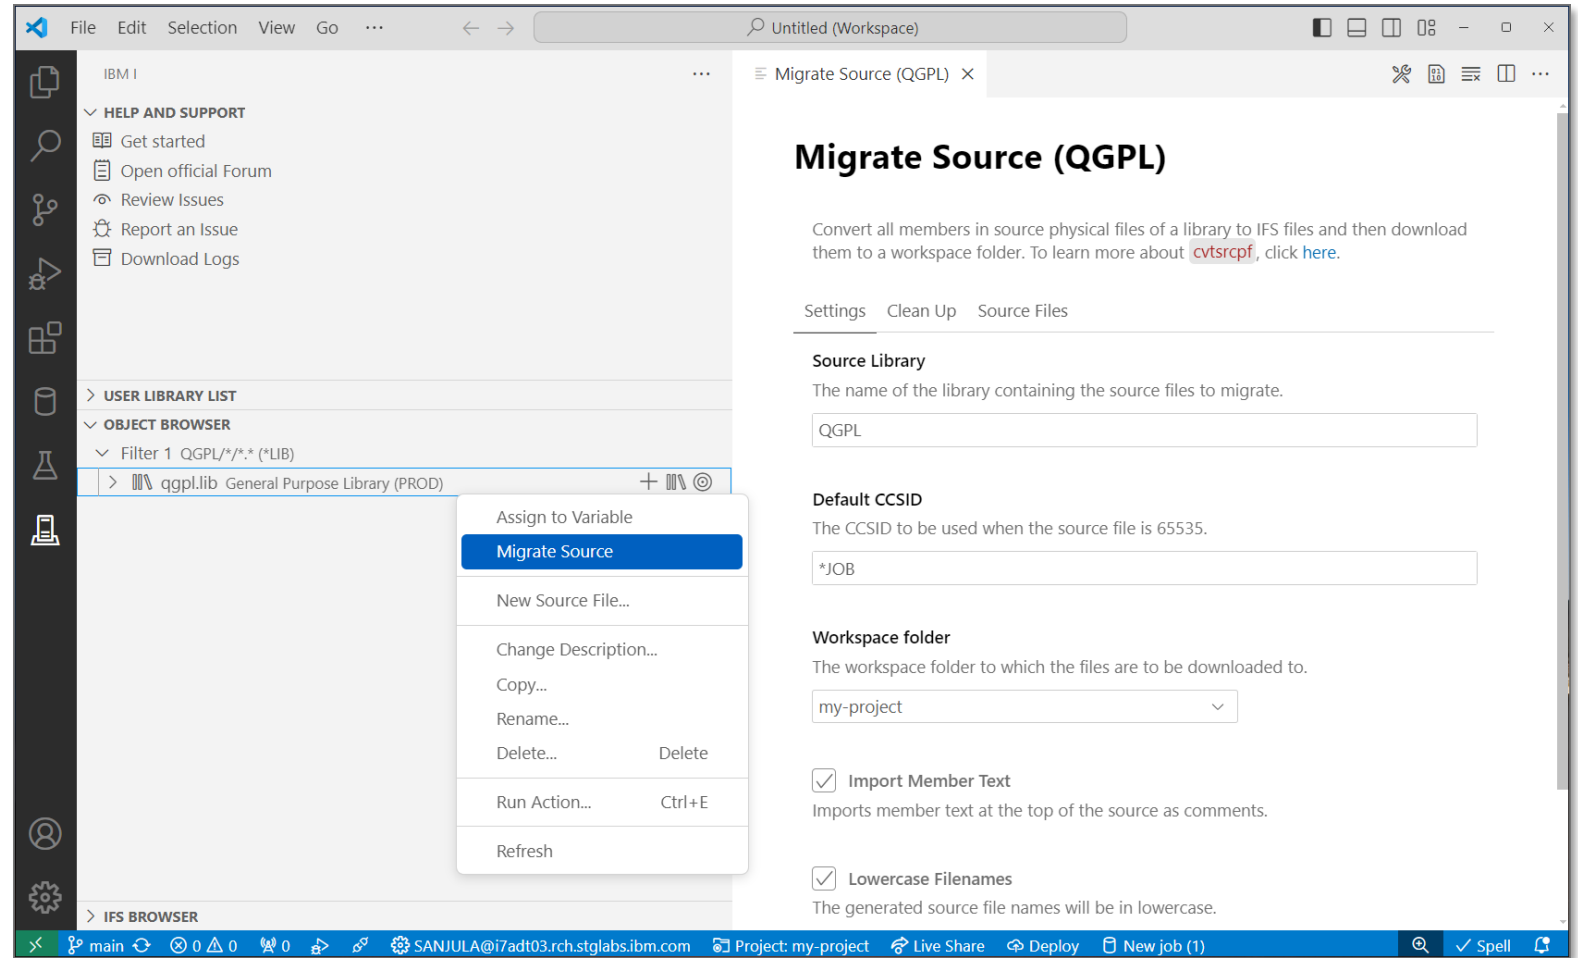 File Edit Selection View Go ···
Untitled (Workspace)
IBM I
HELP AND SUPPORT
Get started
Open official Forum
Review Issues
Report an Issue
Download Logs
USER LIBRARY LIST
OBJECT BROWSER
Filter 1 QGPL/*/*.* (*LIB)
qgpl.lib General Purpose Library (PROD)
Assign to Variable
Migrate Source
New Source File...
Change Description...
Copy...
Rename...
Delete... Delete
Run Action... Ctrl+E
Refresh
IFS BROWSER
Migrate Source (QGPL)
Migrate Source (QGPL)
Convert all members in source physical files of a library to IFS files and then download
them to a workspace folder. To learn more about cvtsrcpf, click here.
Settings Clean Up Source Files
Source Library
The name of the library containing the source files to migrate.
QGPL
Default CCSID
The CCSID to be used when the source file is 65535.
*JOB
Workspace folder
The workspace folder to which the files are to be downloaded to.
my-project
Import Member Text
Imports member text at the top of the source as comments.
Lowercase Filenames
The generated source file names will be in lowercase.
main 0 0 0 SANJULA@i7adt03.rch.stglabs.ibm.com Project: my-project Live Share Deploy New job (1) Spell